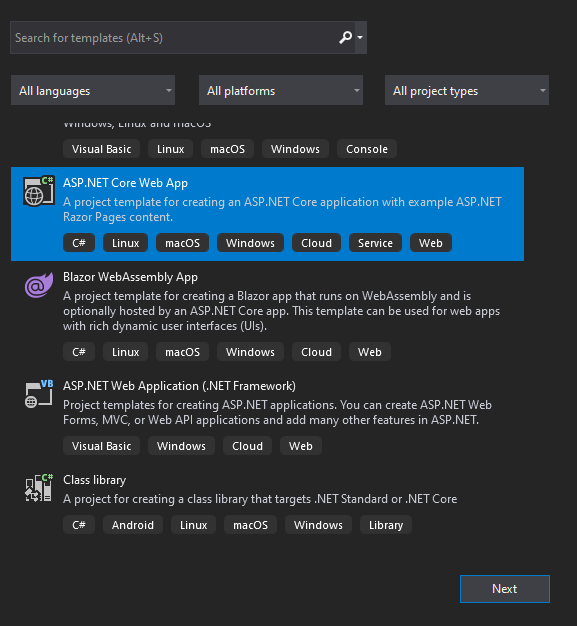 Search for templates (Alt+S)
All languages All platforms All project types
Windows, Linux and macOS
Visual Basic Linux macOS Windows Console
C#
ASP.NET Core Web App
A project template for creating an ASP.NET Core application with example ASP.NET
Razor Pages content.
C# Linux macOS Windows Cloud Service Web
Blazor WebAssembly App
A project template for creating a Blazor app that runs on WebAssembly and is
optionally hosted by an ASP.NET Core app. This template can be used for web apps
with rich dynamic user interfaces (UIs).
C# Linux macOS Windows Cloud Web
VB
ASP.NET Web Application (.NET Framework)
Project templates for creating ASP.NET applications. You can create ASP.NET Web
Forms, MVC, or Web API applications and add many other features in ASP.NET.
Visual Basic Windows Cloud Web
C#
Class library
A project for creating a class library that targets .NET Standard or .NET Core
C# Android Linux macOS Windows Library
Next